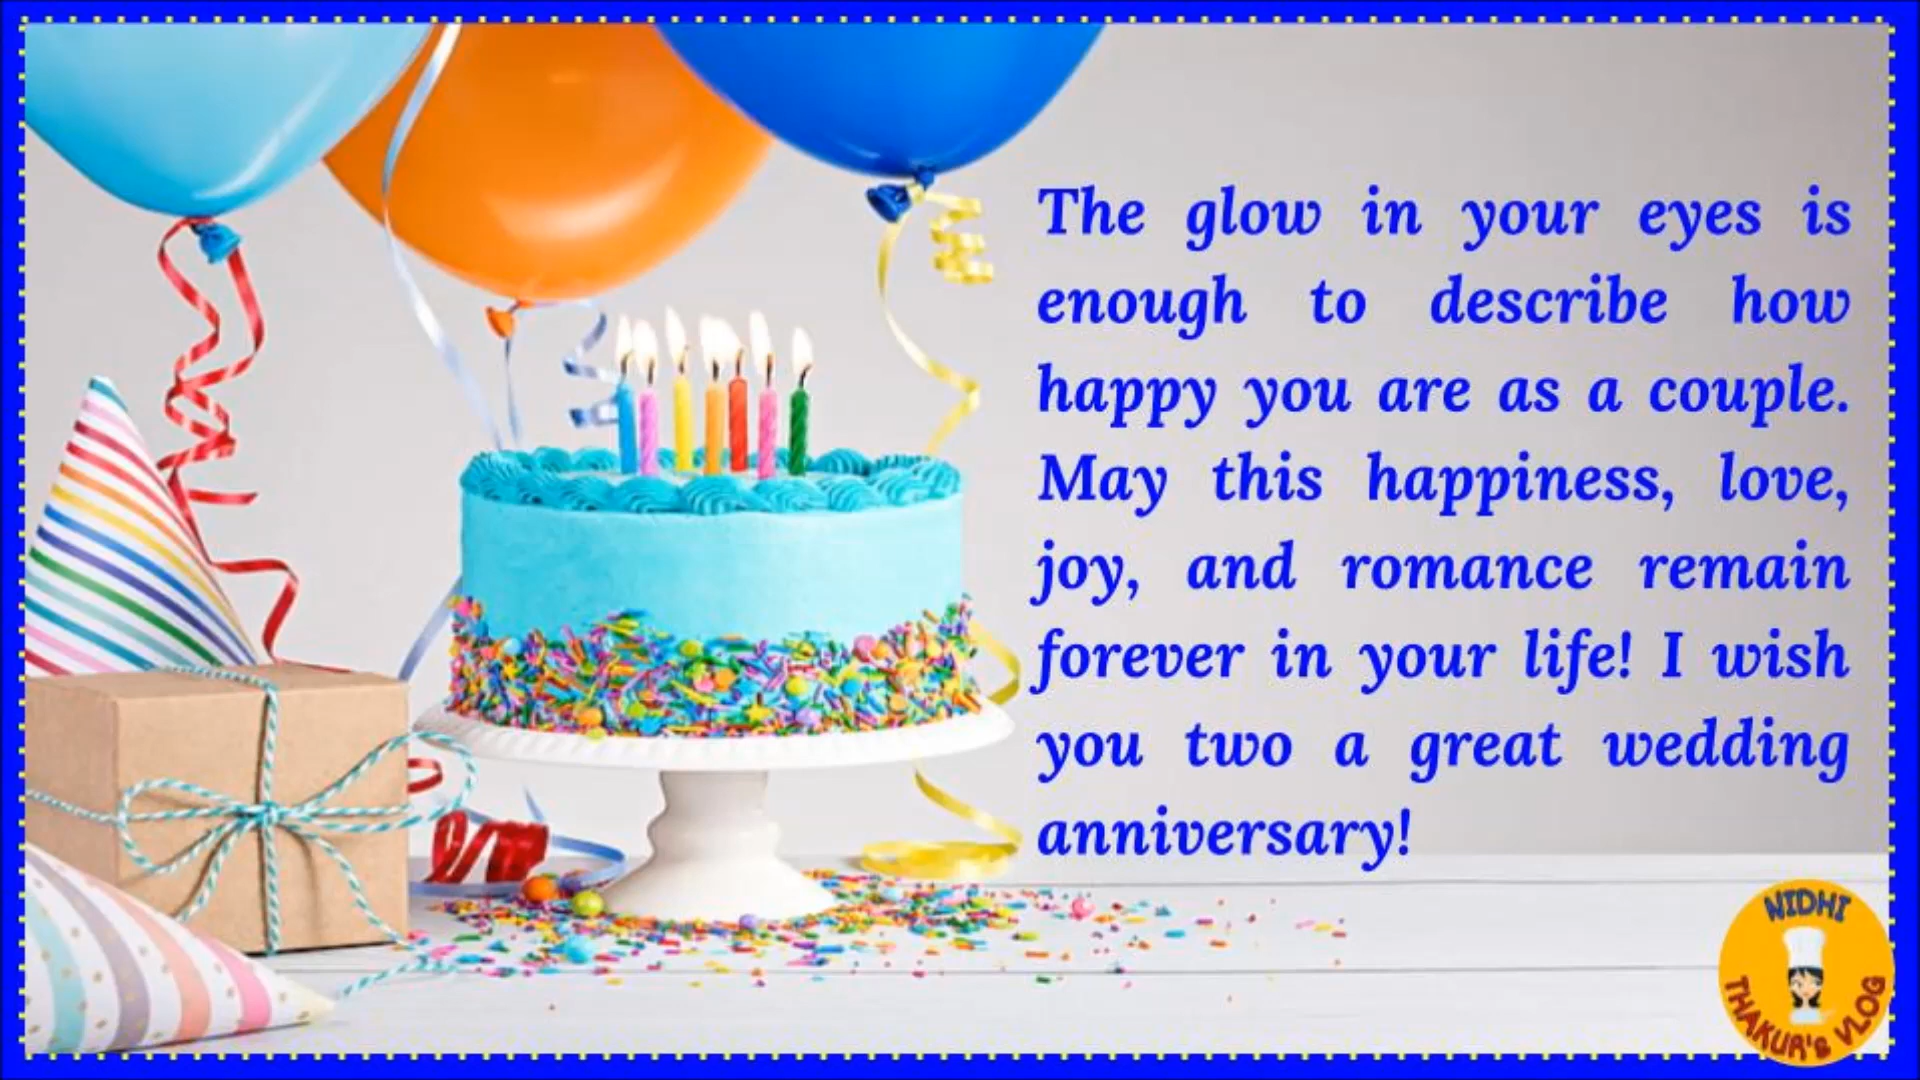 The glow in your eyes is
enough to describe how
happy you are as a couple.
May this happiness, love,
joy, and romance remain
forever in your life! I wish
you two a great wedding
anniversary!
NIDHI
THAKUR'S VLOG